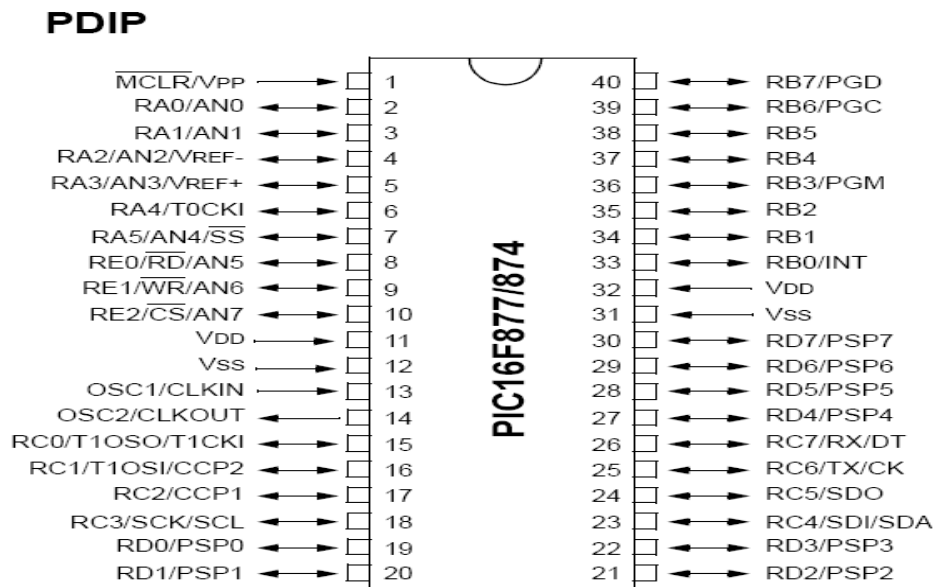 PDIP
MCLR/VPP 1 40 RB7/PGD
RA0/AN0 2 39 RB6/PGC
RA1/AN1 3 38 RB5
RA2/AN2/VREF- 4 37 RB4
RA3/AN3/VREF+ 5 36 RB3/PGM
RA4/T0CKI 6 35 RB2
RA5/AN4/SS 7 34 RB1
RE0/RD/AN5 8 33 RB0/INT
RE1/WR/AN6 9 32 VDD
RE2/CS/AN7 10 31 VSS
VDD 11 30 RD7/PSP7
VSS 12 29 RD6/PSP6
OSC1/CLKIN 13 28 RD5/PSP5
OSC2/CLKOUT 14 27 RD4/PSP4
RC0/T1OSO/T1CKI 15 26 RC7/RX/DT
RC1/T1OSI/CCP2 16 25 RC6/TX/CK
RC2/CCP1 17 24 RC5/SDO
RC3/SCK/SCL 18 23 RC4/SDI/SDA
RD0/PSP0 19 22 RD3/PSP3
RD1/PSP1 20 21 RD2/PSP2
PIC16F877/874